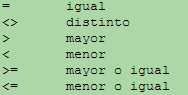 = igual
<> distinto
> mayor
< menor
>= mayor o igual
<= menor o igual